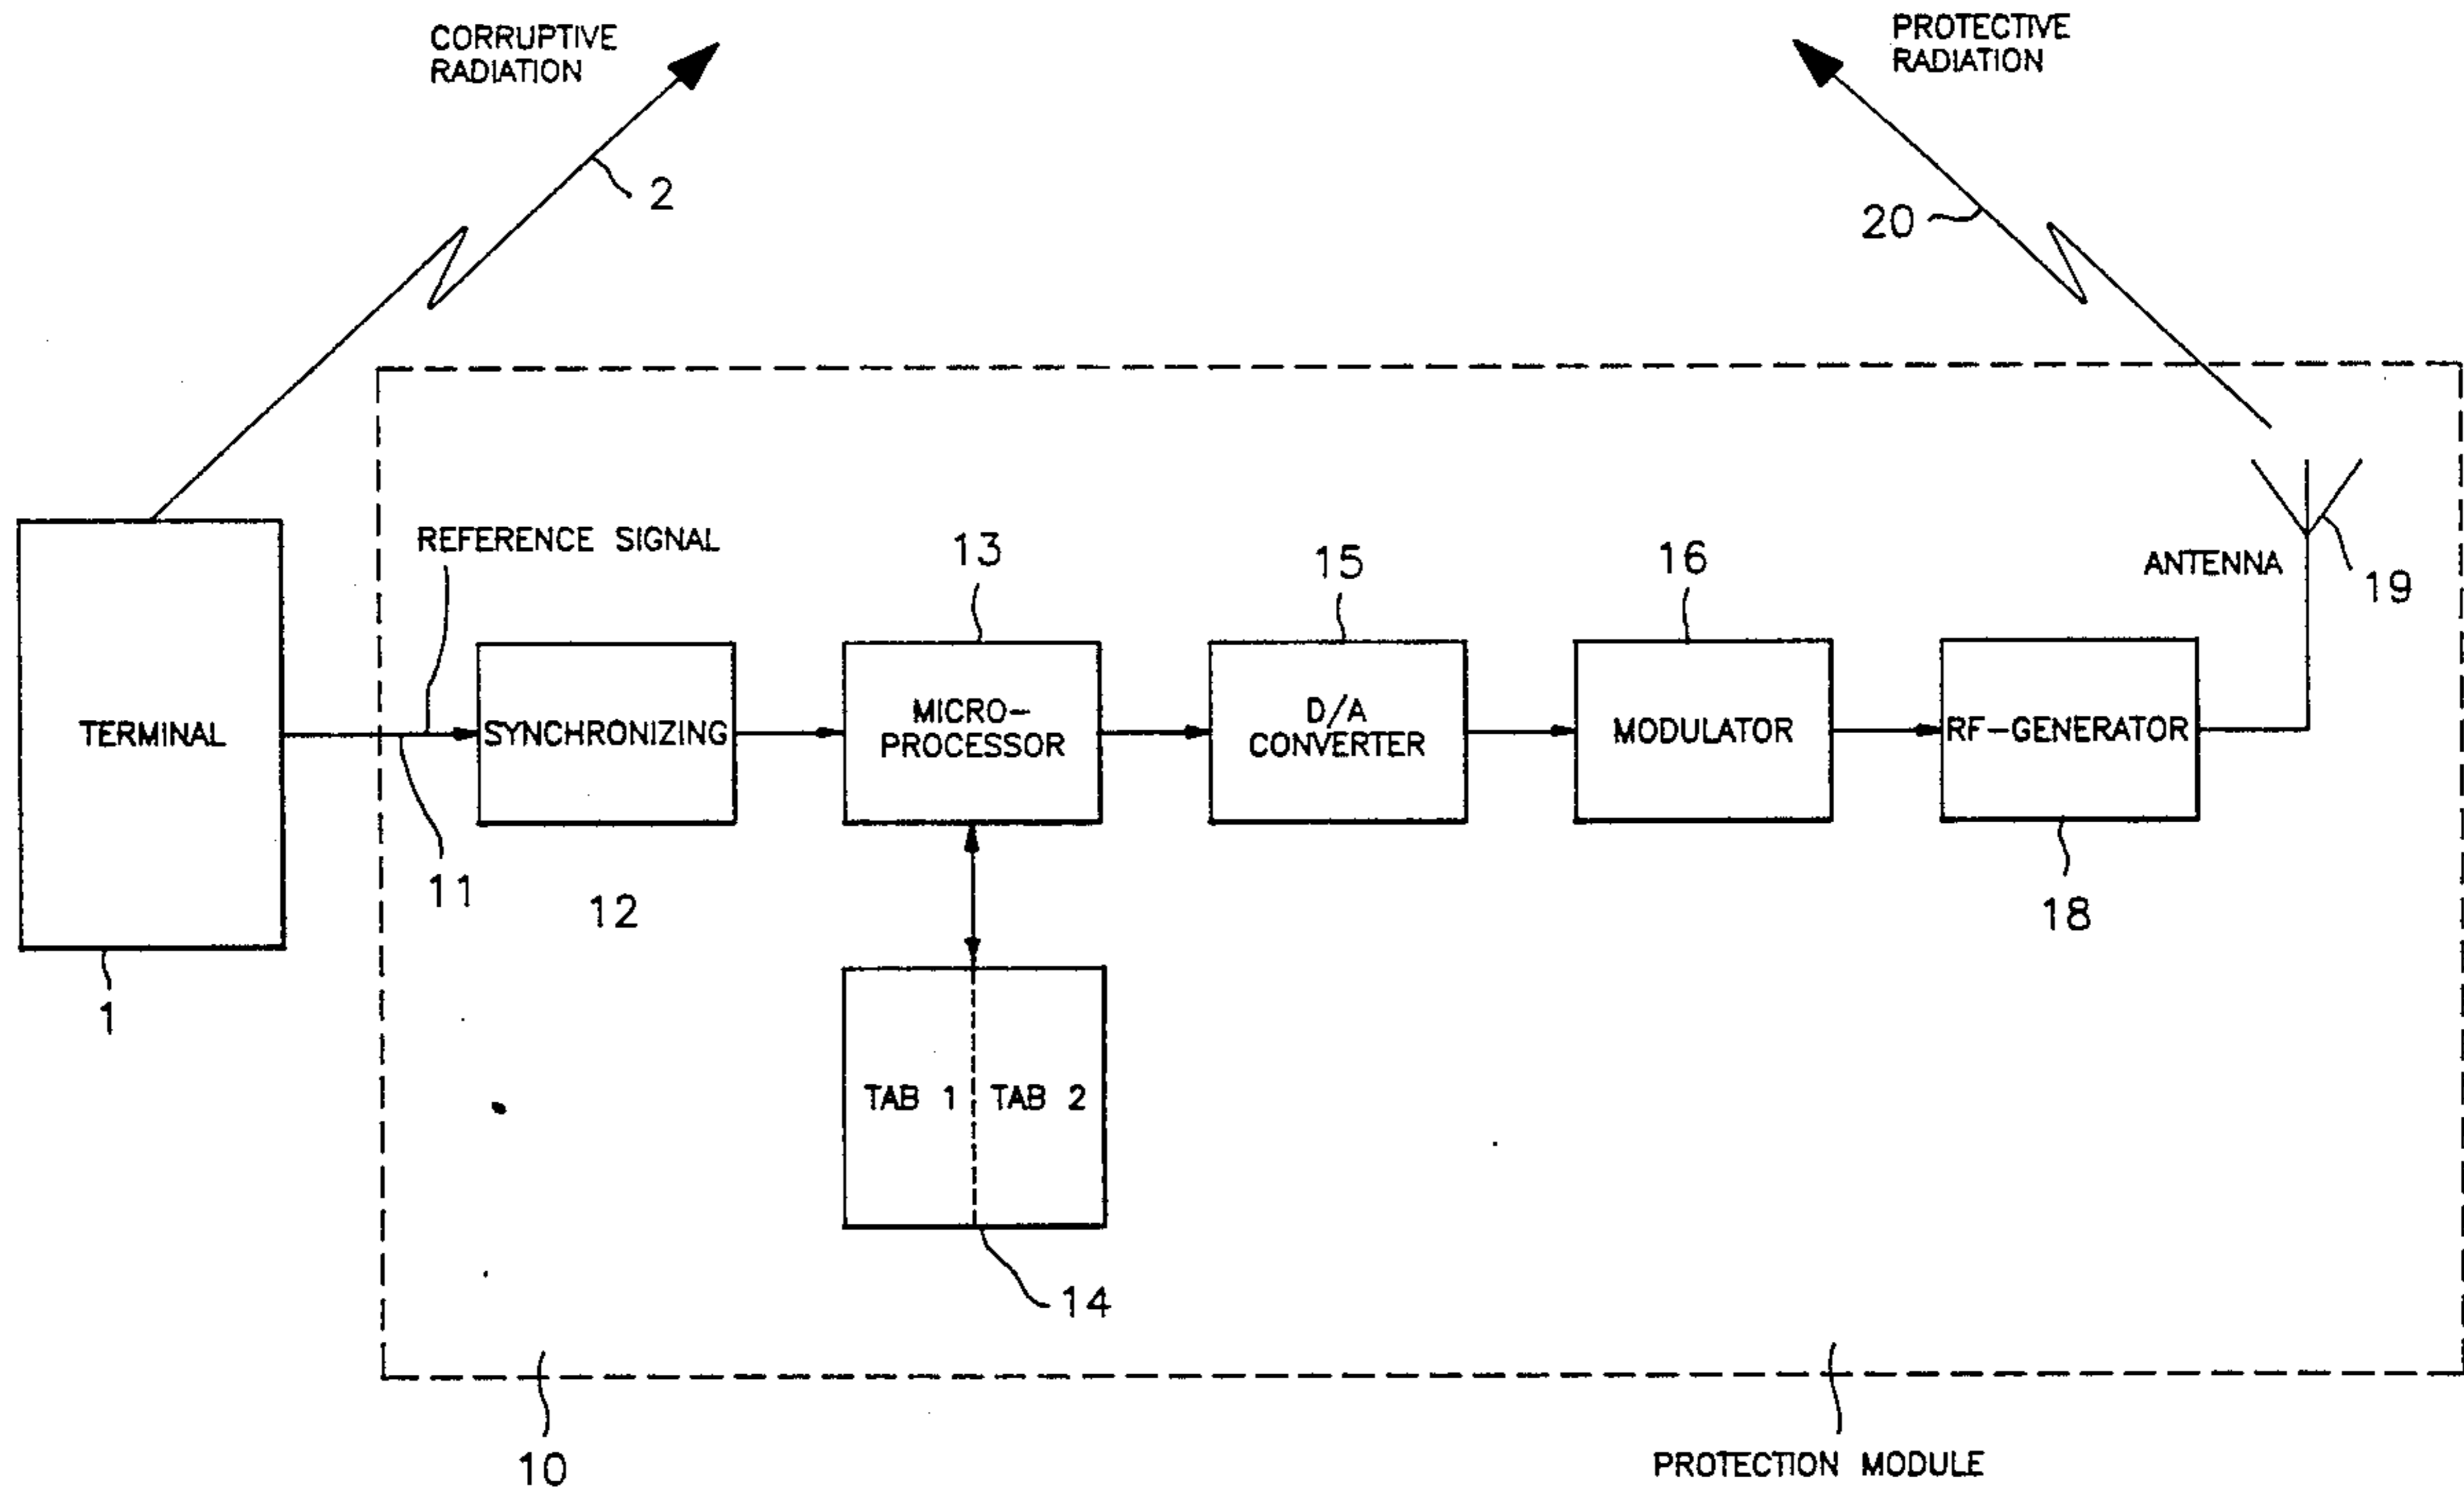 CORRUPTIVE
RADIATION
PROTECTIVE
RADIATION
2
20
REFERENCE SIGNAL
13
15
16
ANTENNA
19
TERMINAL
SYNCHRONIZING
MICRO-
PROCESSOR
D/A
CONVERTER
MODULATOR
RF-GENERATOR
11
12
18
1
TAB 1
TAB 2
14
10
PROTECTION MODULE